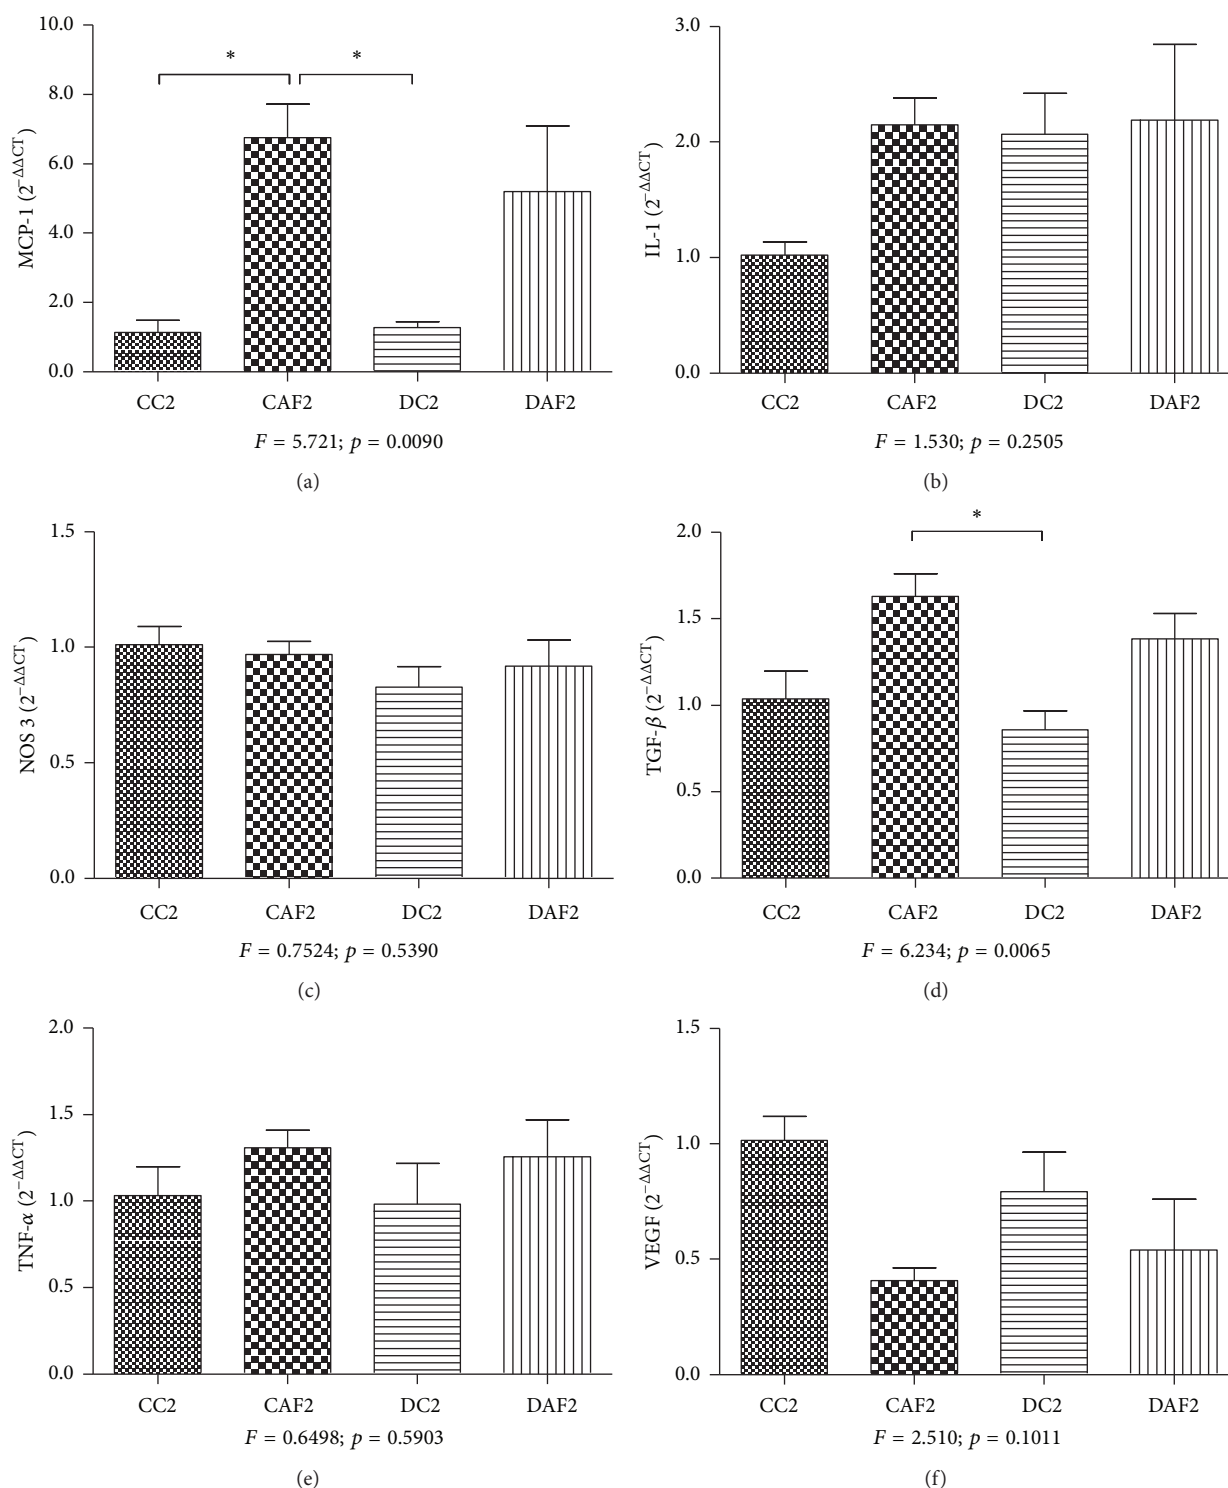 10.0
8.0
6.0
4.0
2.0
0.0
MCP-1 (2^−ΔΔCT)
*
*
CC2 CAF2 DC2 DAF2
F = 5.721; p = 0.0090
(a)
3.0
2.0
1.0
0.0
IL-1 (2^−ΔΔCT)
CC2 CAF2 DC2 DAF2
F = 1.530; p = 0.2505
(b)
1.5
1.0
0.5
0.0
NOS 3 (2^−ΔΔCT)
CC2 CAF2 DC2 DAF2
F = 0.7524; p = 0.5390
(c)
2.0
1.5
1.0
0.5
0.0
TGF-β (2^−ΔΔCT)
*
CC2 CAF2 DC2 DAF2
F = 6.234; p = 0.0065
(d)
2.0
1.5
1.0
0.5
0.0
TNF-α (2^−ΔΔCT)
CC2 CAF2 DC2 DAF2
F = 0.6498; p = 0.5903
(e)
1.5
1.0
0.5
0.0
VEGF (2^−ΔΔCT)
CC2 CAF2 DC2 DAF2
F = 2.510; p = 0.1011
(f)